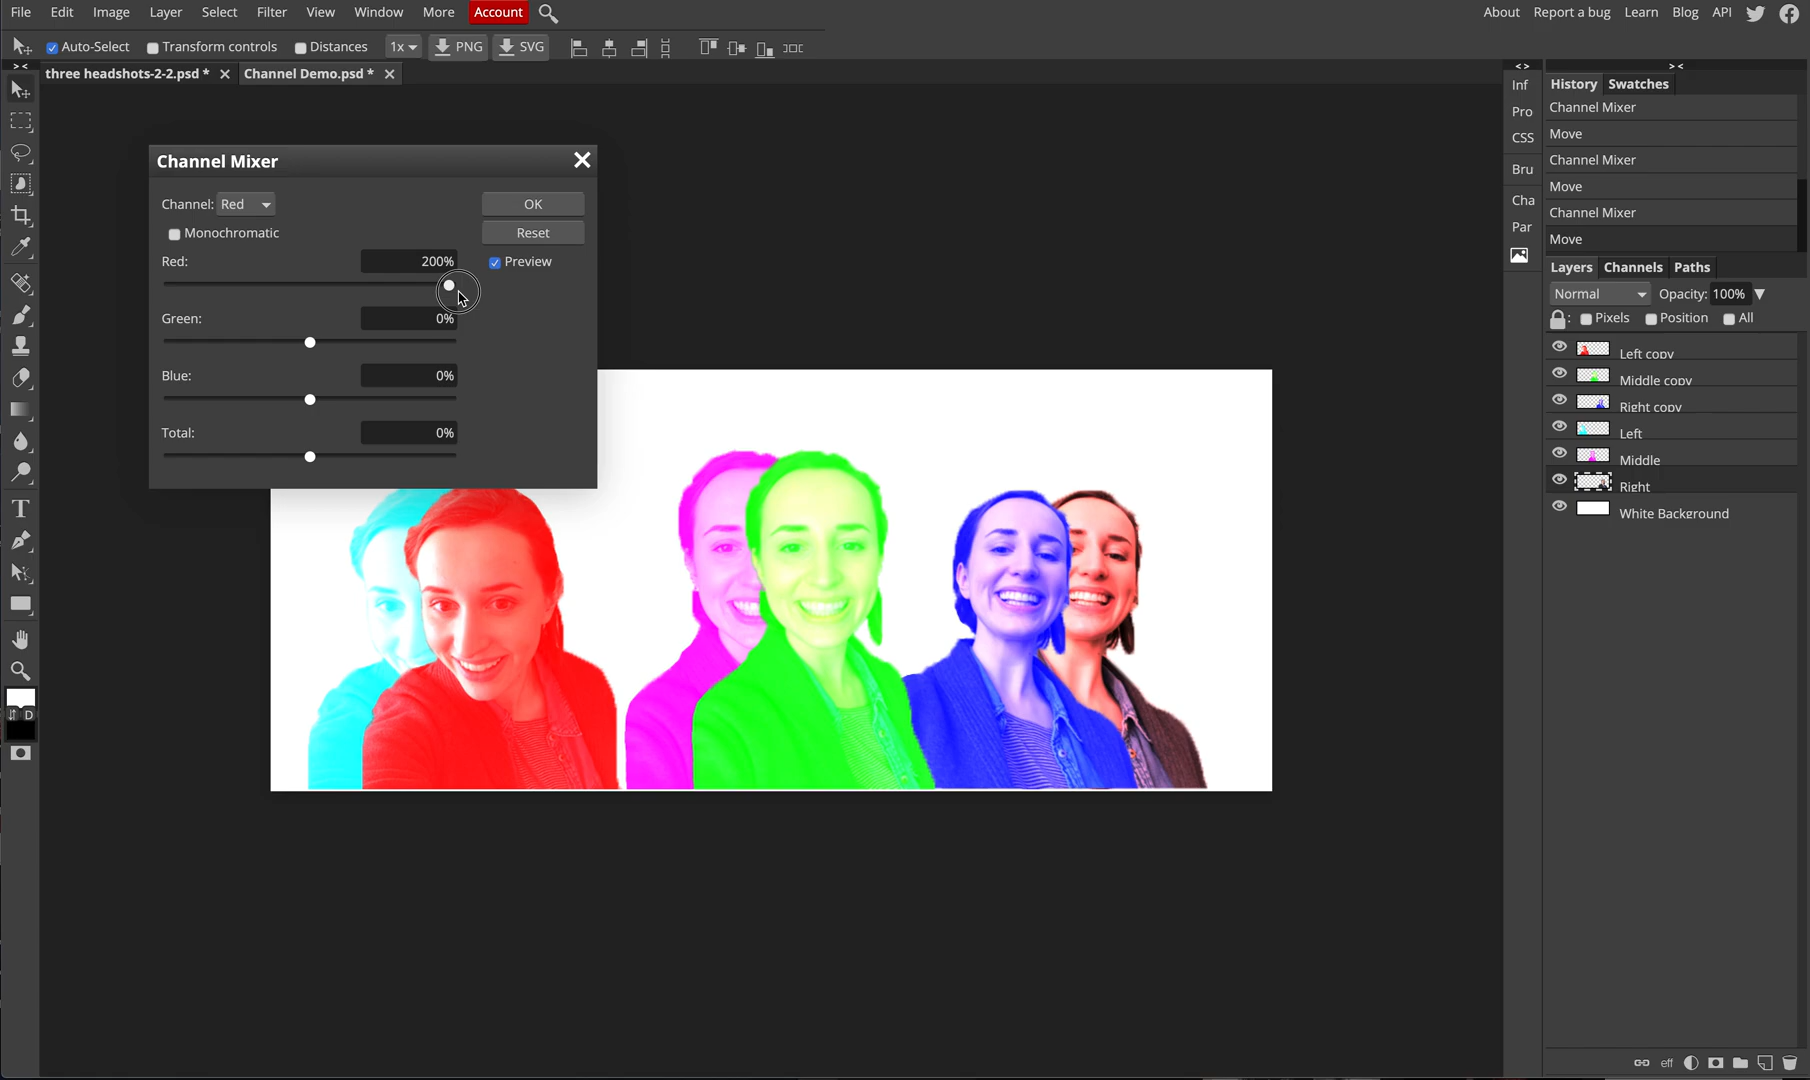 File Edit Image Layer Select Filter View Window More Account About Report a bug Learn Blog API
Auto-Select Transform controls Distances 1x PNG SVG
three headshots-2-2.psd * Channel Demo.psd *
Channel Mixer
Channel: Red OK
Monochromatic Reset
Red: 200% Preview
Green: 0%
Blue: 0%
Total: 0%
Inf
Pro
CSS
Bru
Cha
Par
History Swatches
Channel Mixer
Move
Channel Mixer
Move
Channel Mixer
Move
Layers Channels Paths
Normal Opacity: 100%
: Pixels Position All
Left copy
Middle copy
Right copy
Left
Middle
Right
White Background
T
D
eff